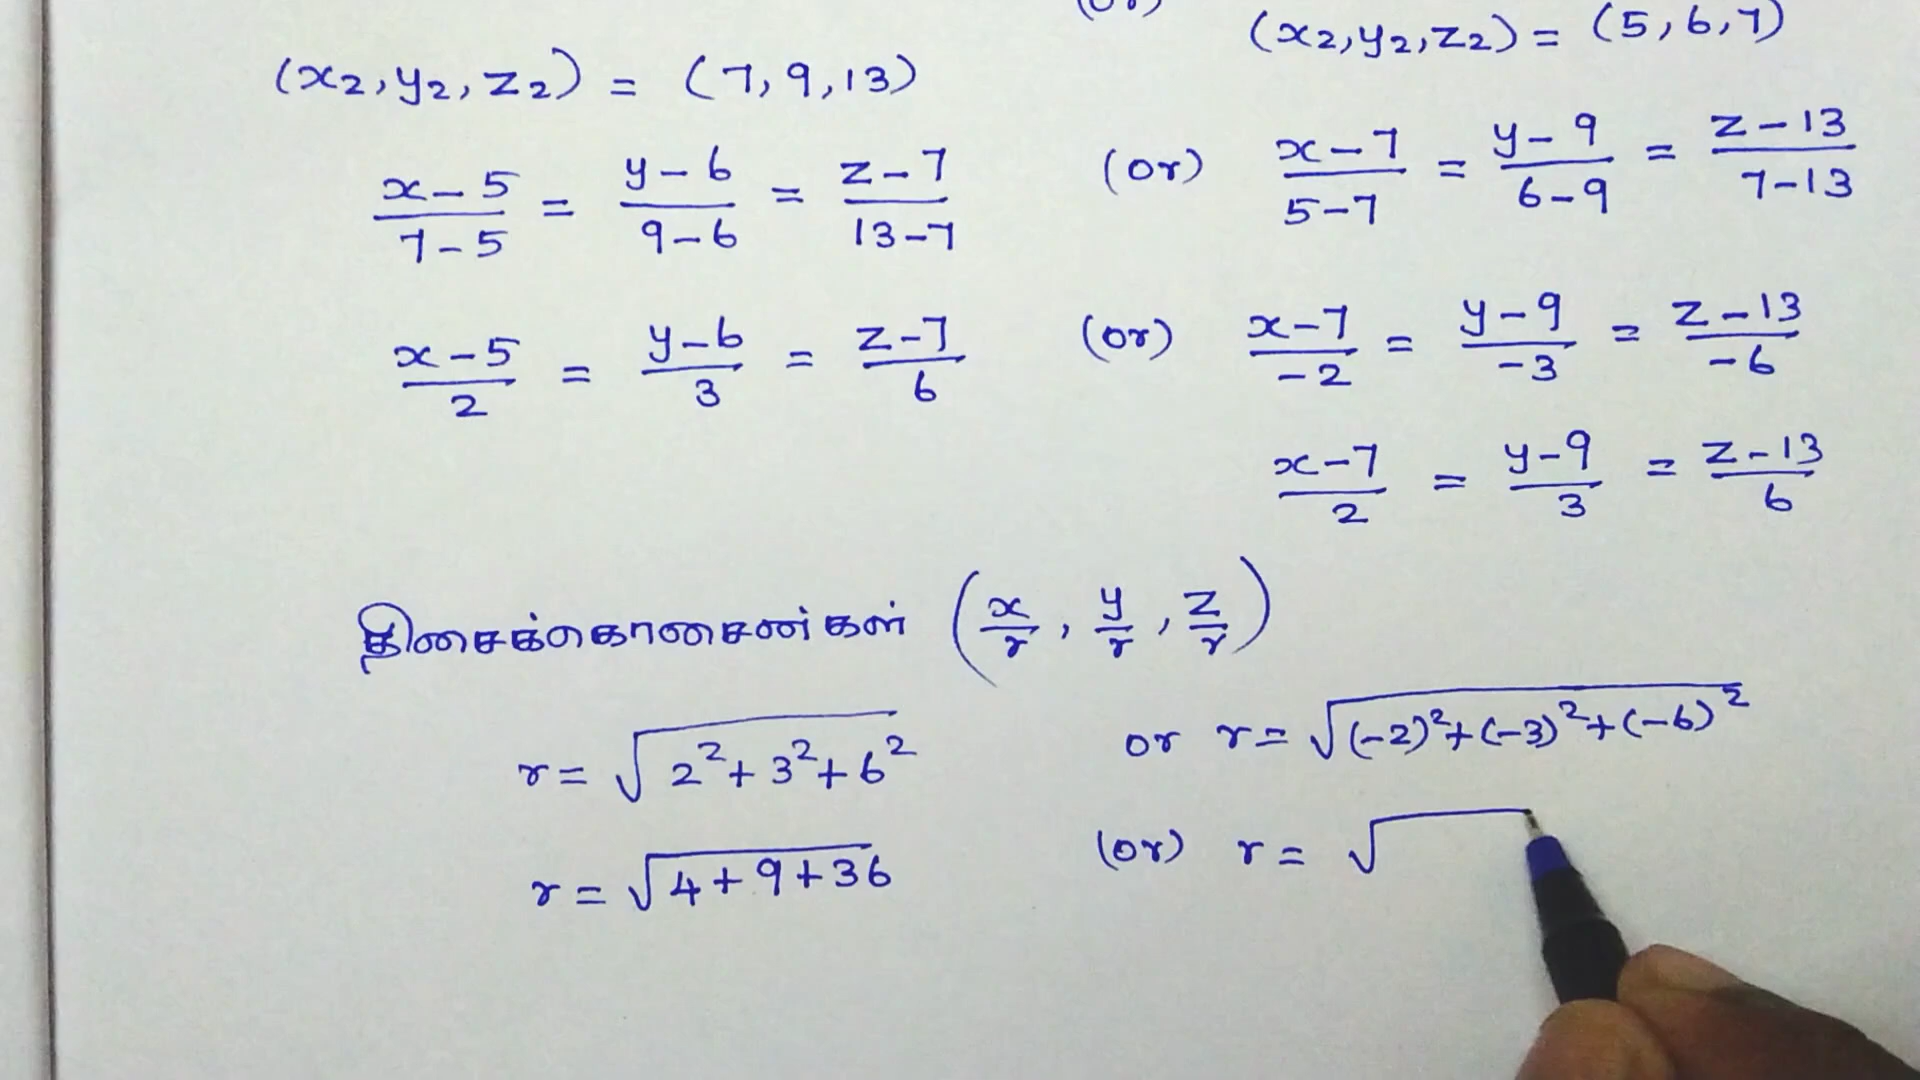 (x₂, y₂, z₂) = (5, 6, 7)
(x₂, y₂, z₂) = (7, 9, 13)
(x-5)/(7-5) = (y-6)/(9-6) = (z-7)/(13-7) (or) (x-7)/(5-7) = (y-9)/(6-9) = (z-13)/(7-13)
(x-5)/2 = (y-6)/3 = (z-7)/6 (or) (x-7)/-2 = (y-9)/-3 = (z-13)/-6
(x-7)/2 = (y-9)/3 = (z-13)/6
திசைக்கொசைன்கள் (x/r, y/r, z/r)
r = √(2²+3²+6²) or r = √((-2)²+(-3)²+(-6)²)
r = √(4+9+36) (or) r = √